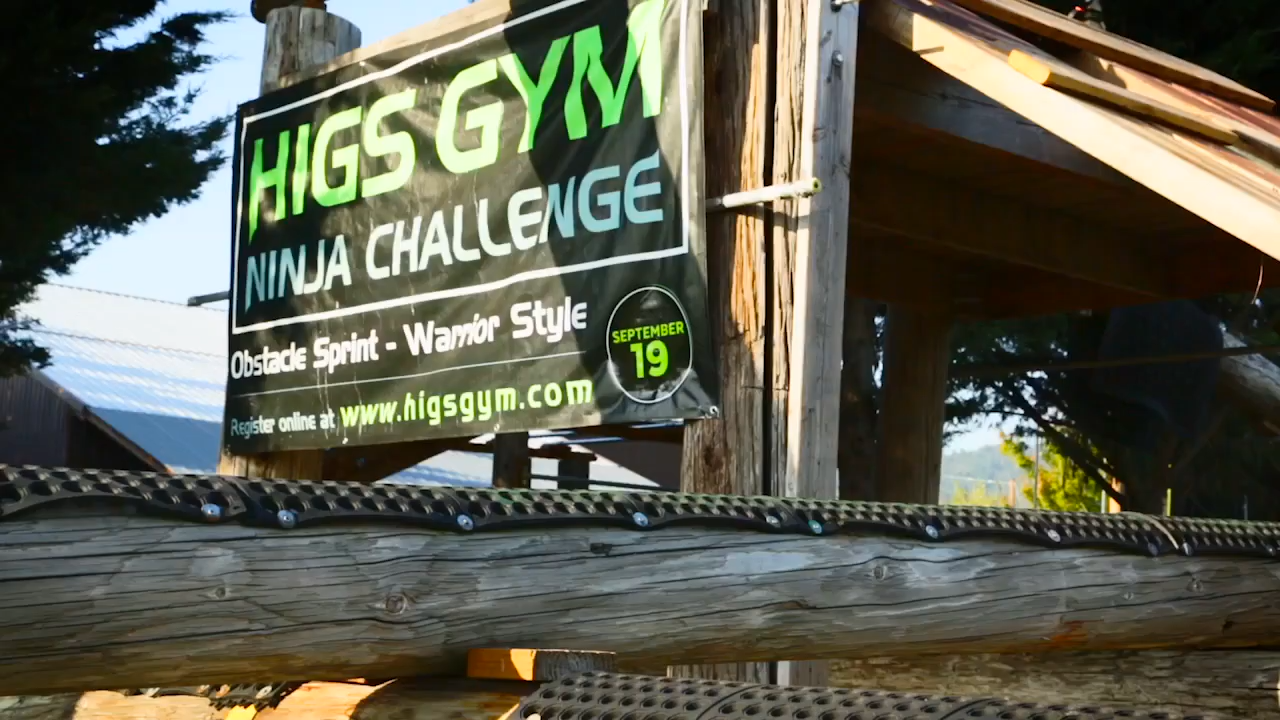 HIGS GYM
NINJA CHALLENGE
Obstacle Sprint - Warrior Style
SEPTEMBER
19
Register online at www.higsgym.com